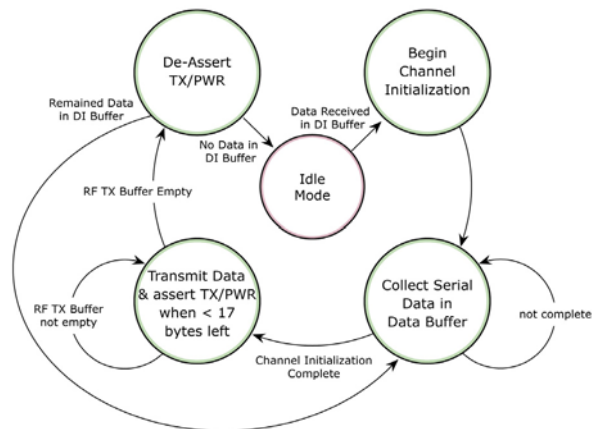 De-Assert
TX/PWR
Begin
Channel
Initialization
Remained Data
in DI Buffer
Data Received
in DI Buffer
No Data in
DI Buffer
Idle
Mode
RF TX Buffer Empty
Transmit Data
& assert TX/PWR
when < 17
bytes left
Collect Serial
Data in
Data Buffer
RF TX Buffer
not empty
not complete
Channel Initialization
Complete